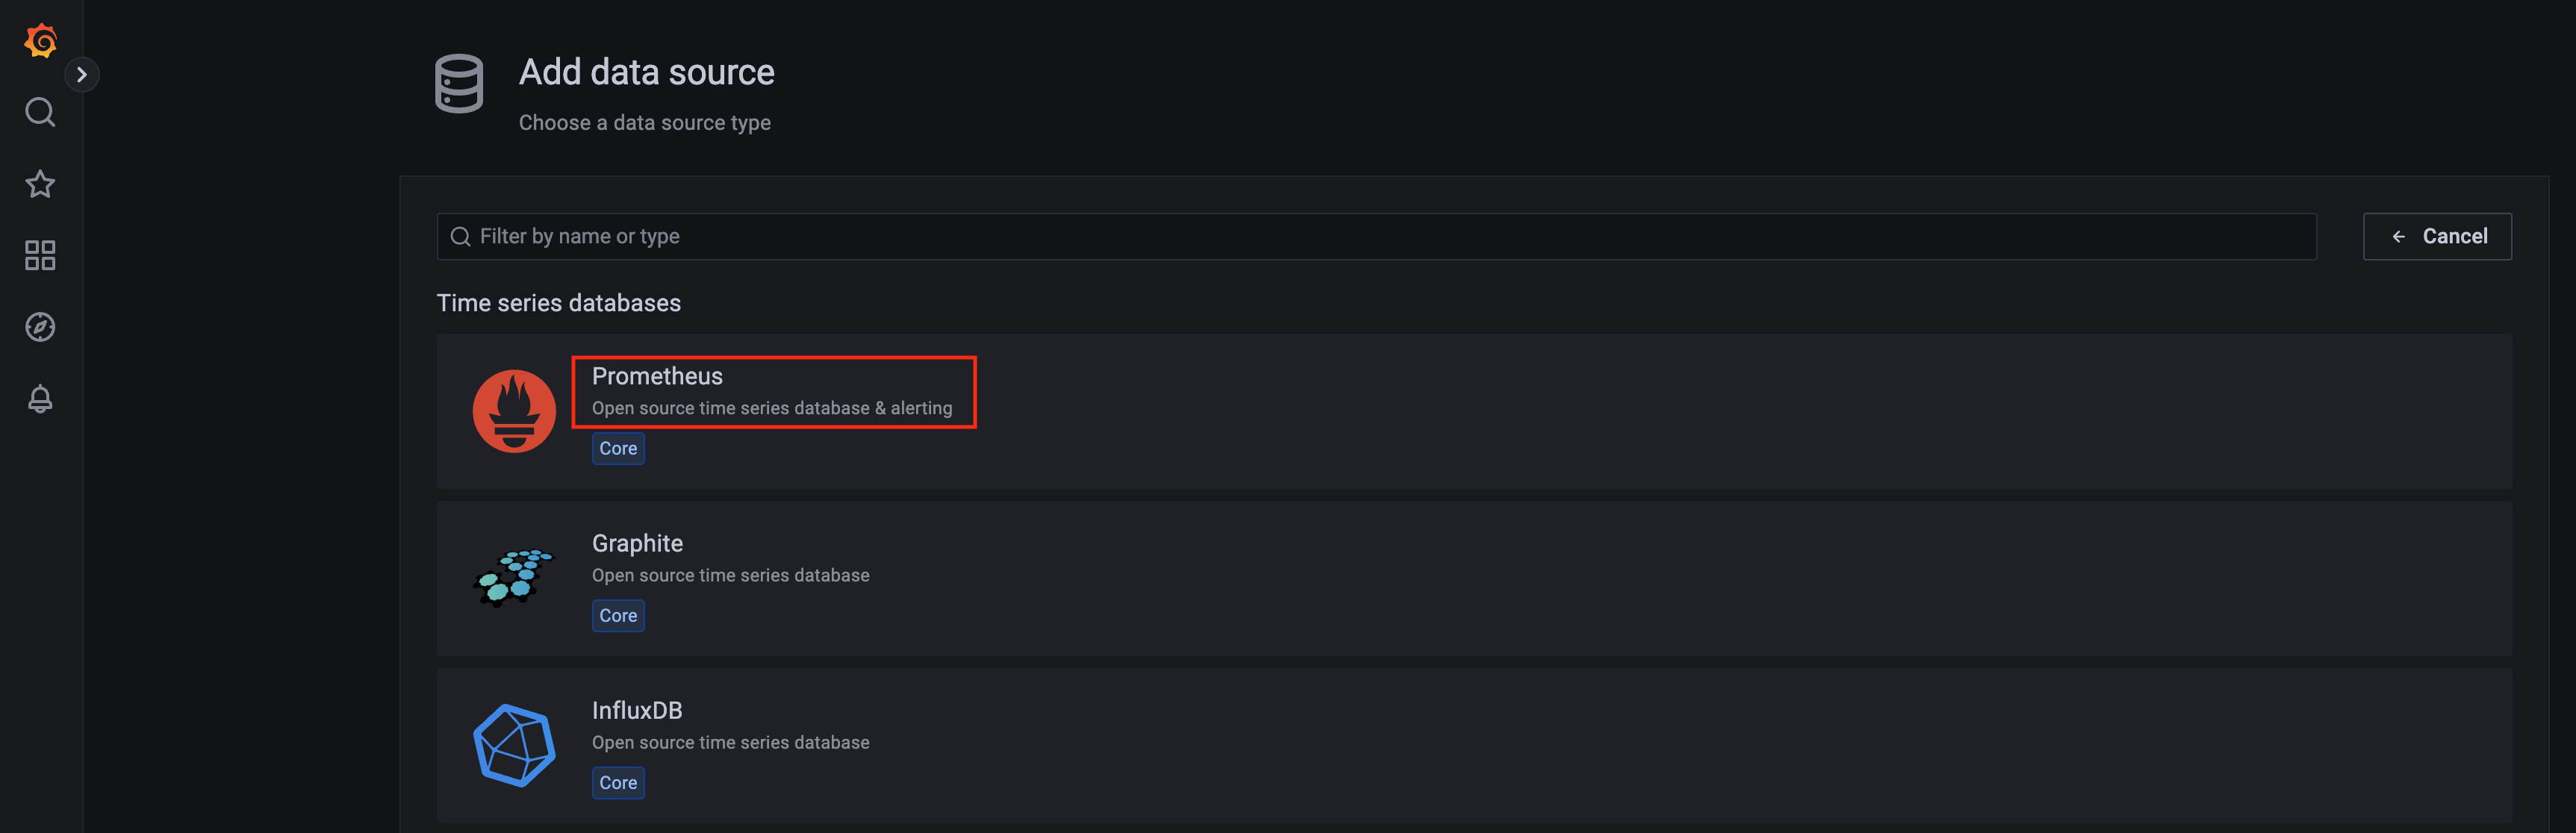 Add data source
Choose a data source type
Filter by name or type
Cancel
Time series databases
Prometheus
Open source time series database & alerting
Core
Graphite
Open source time series database
Core
InfluxDB
Open source time series database
Core